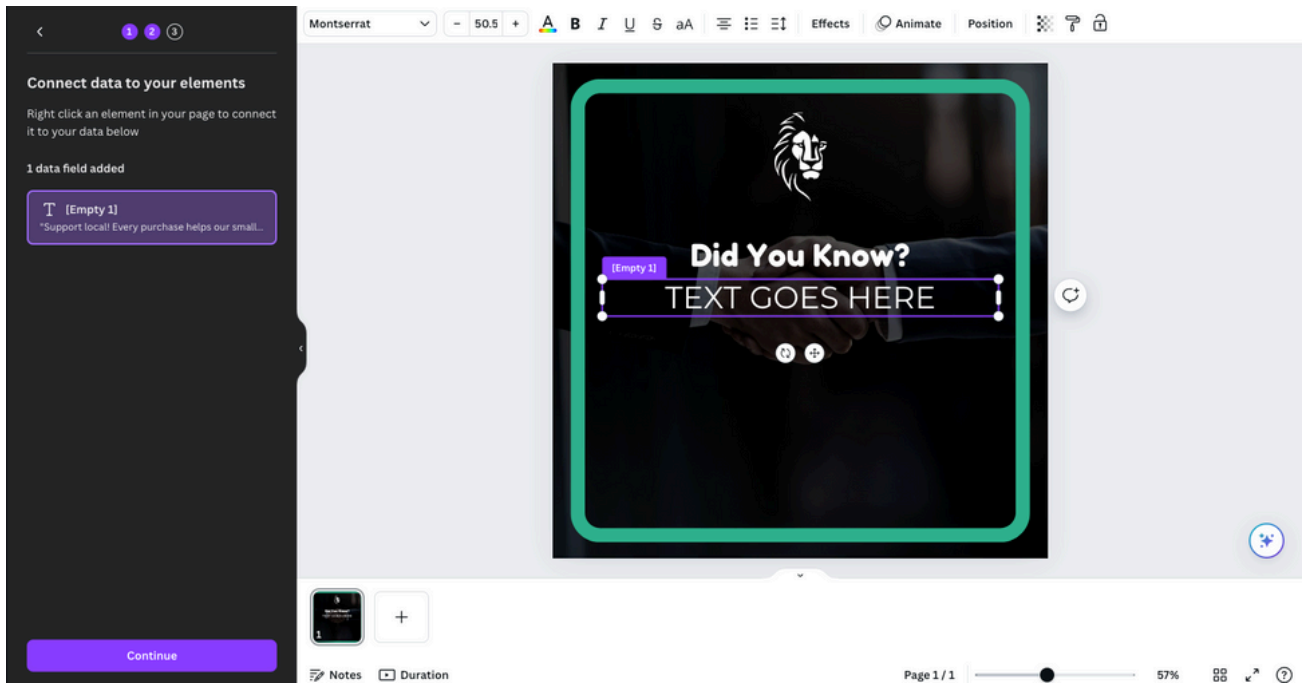 1 2 3
Connect data to your elements
Right click an element in your page to connect
it to your data below
1 data field added
T [Empty 1]
"Support local! Every purchase helps our small...
Continue
Montserrat - 50.5 + A B I U S aA Effects Animate Position
Did You Know?
[Empty 1]
TEXT GOES HERE
1
+
Notes Duration Page 1 / 1 57% ?